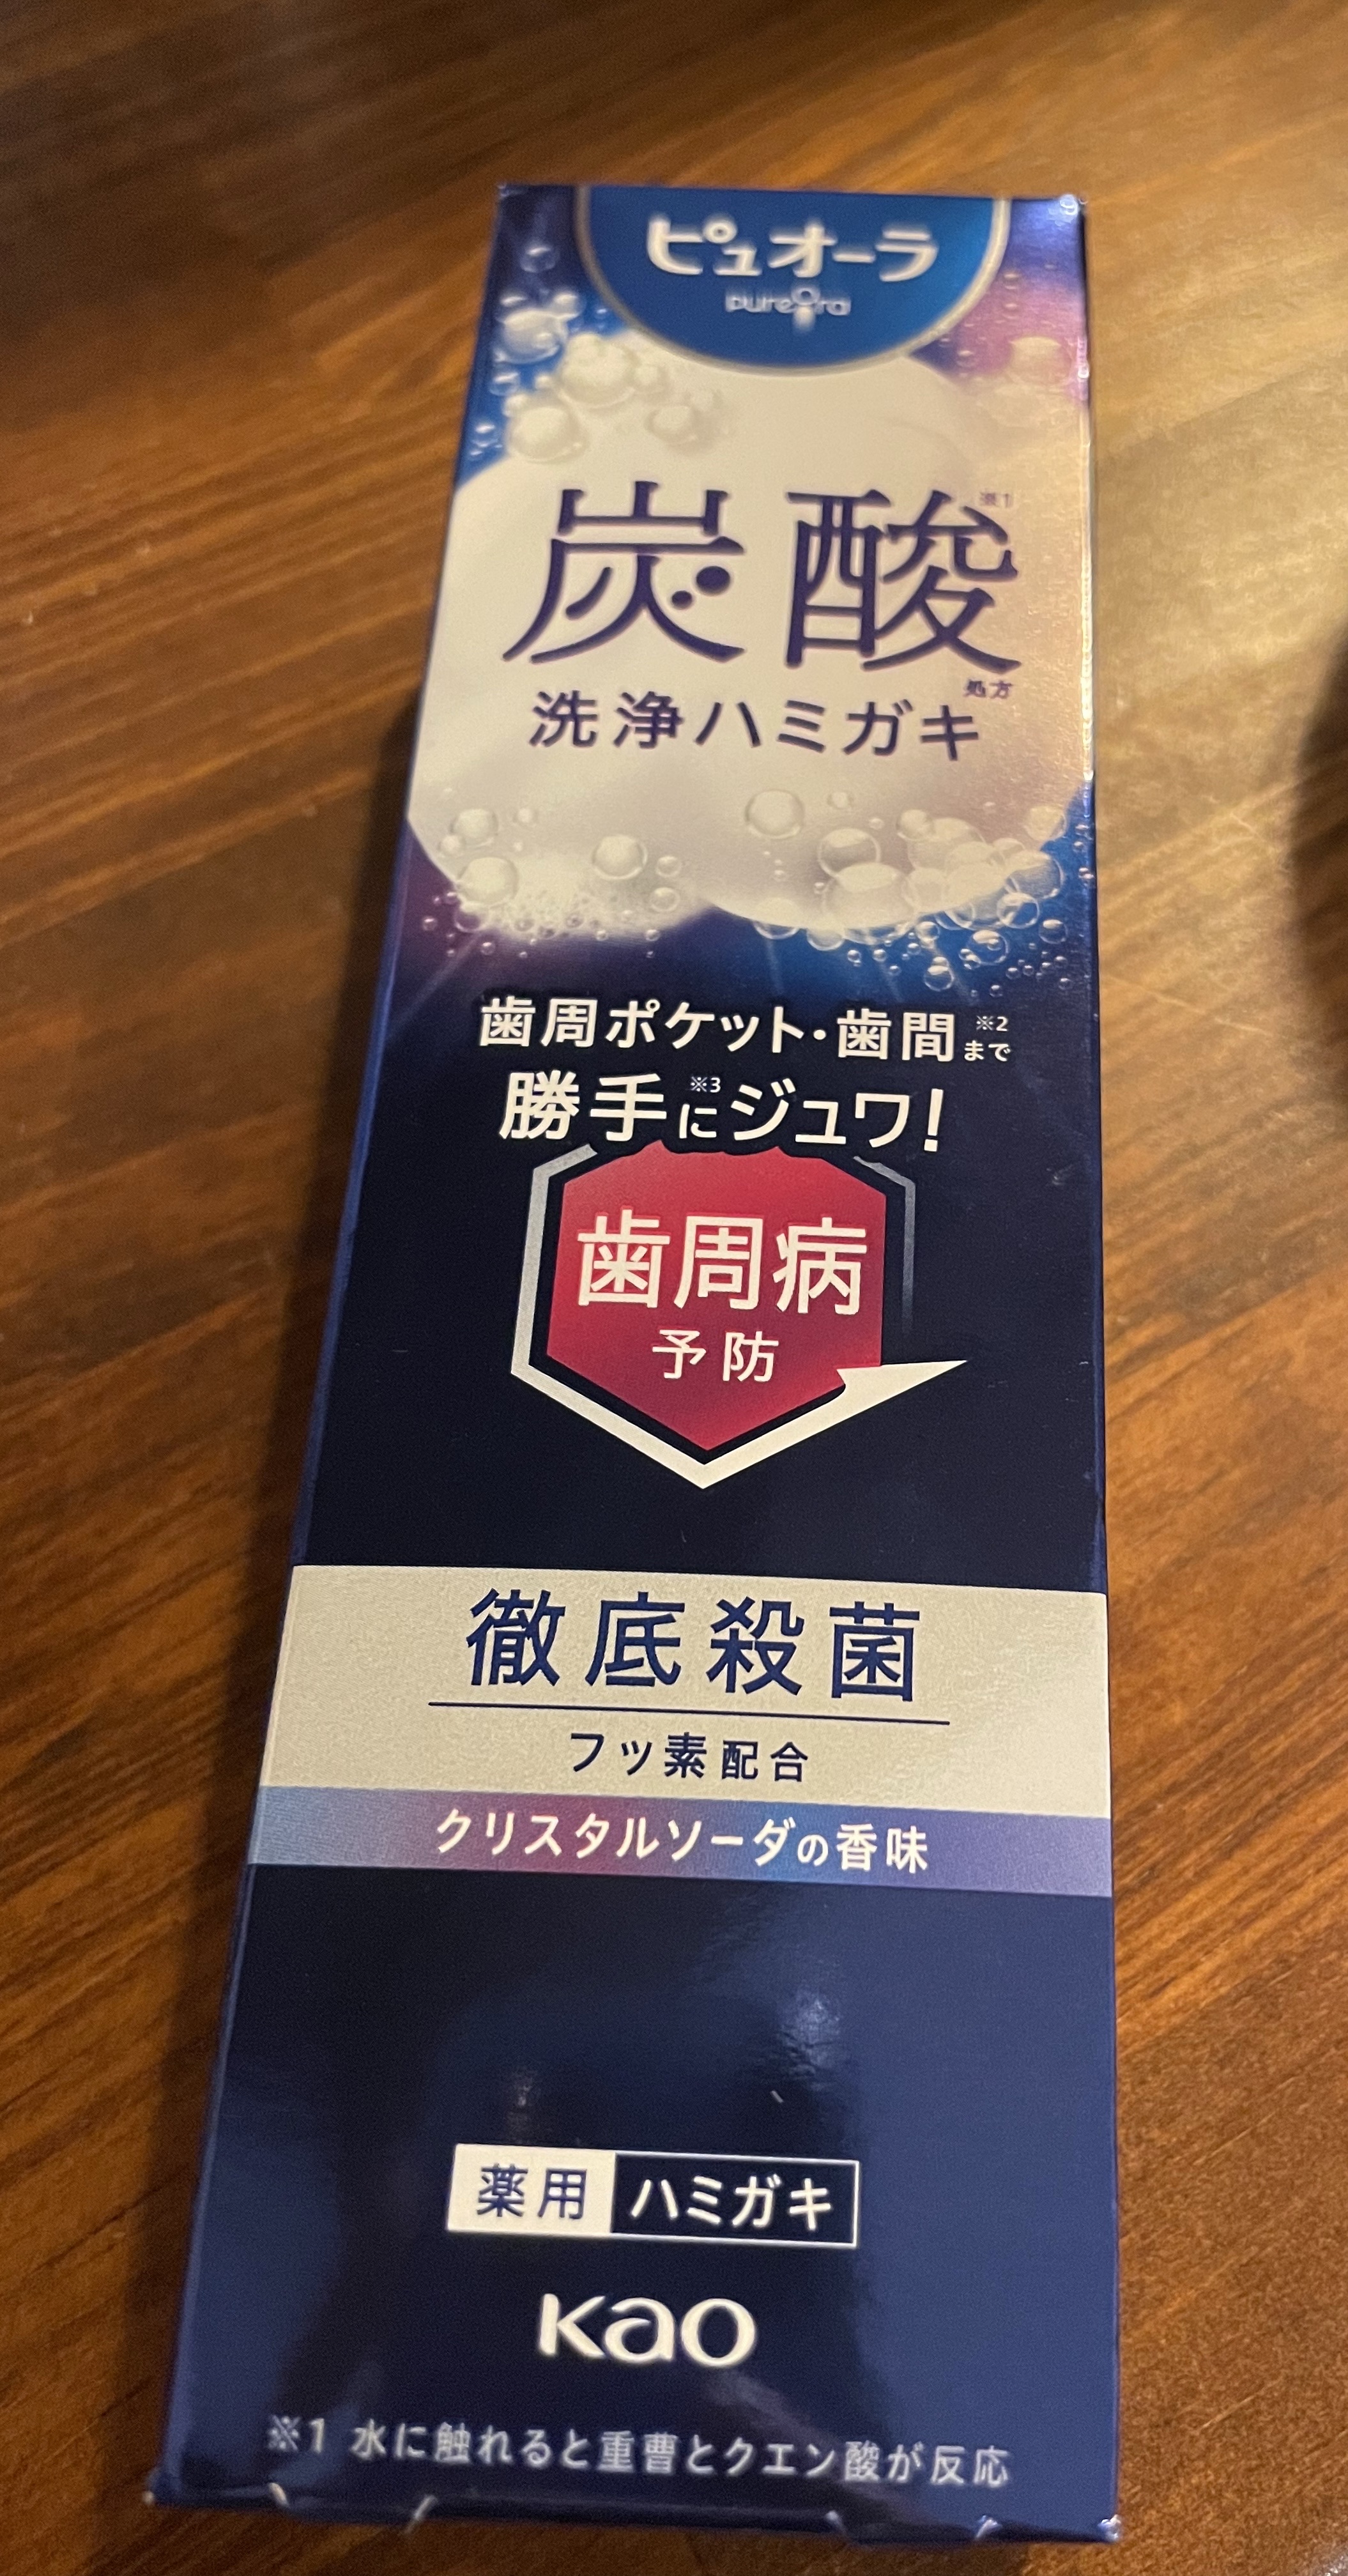 ピュオーラ
pureora
炭酸※1
処方
洗浄ハミガキ
歯周ポケット・歯間※2まで
勝手※3にジュワ!
歯周病
予防
徹底殺菌
フッ素配合
クリスタルソーダの香味
薬用 ハミガキ
Kao
※1 水に触れると重曹とクエン酸が反応